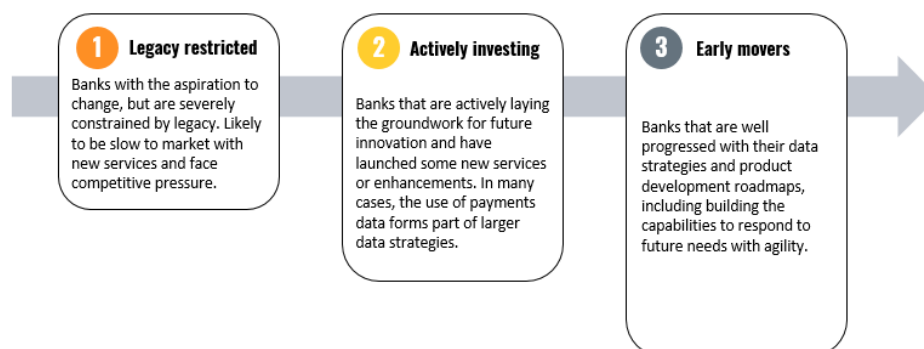 1 Legacy restricted
Banks with the aspiration to
change, but are severely
constrained by legacy. Likely
to be slow to market with
new services and face
competitive pressure.
2 Actively investing
Banks that are actively laying
the groundwork for future
innovation and have
launched some new services
or enhancements. In many
cases, the use of payments
data forms part of larger
data strategies.
3 Early movers
Banks that are well
progressed with their data
strategies and product
development roadmaps,
including building the
capabilities to respond to
future needs with agility.